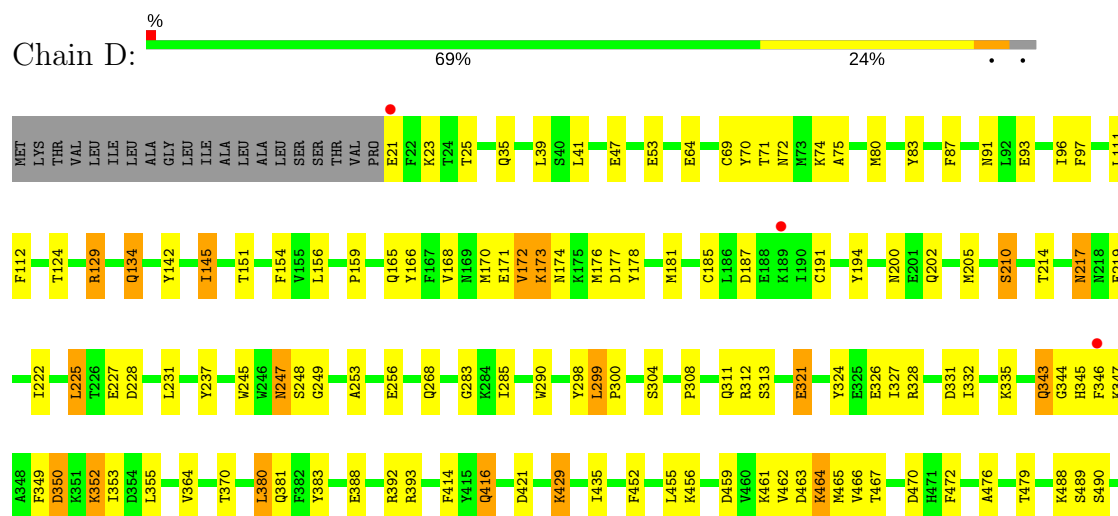 %
Chain D:
69% 24% • •
MET LYS THR VAL LEU ILE LEU ALA GLY LEU ILE ALA LEU ALA LEU SER SER THR VAL PRO E21 F22 K23 T24 T25 Q35 L39 S40 L41 E47 E53 E64 C69 Y70 T71 N72 M73 K74 A75 M80 Y83 F87 N91 L92 E93 I96 F97 L111
F112 T124 R129 Q134 Y142 I145 T151 F154 V155 L156 P159 Q165 Y166 F167 V168 N169 M170 E171 V172 K173 N174 K175 M176 D177 Y178 M181 C185 L186 D187 E188 K189 I190 C191 Y194 N200 E201 Q202 M205 S210 T214 N217 N218
I222 L225 T226 E227 D228 L231 Y237 W245 W246 N247 S248 G249 A253 E256 Q268 G283 K284 I285 W290 Y298 L299 P300 S304 P308 Q311 R312 S313 E321 Y324 E325 E326 I327 R328 D331 I332 K335 Q343 G344 H345 F346
A348 F349 D350 K351 K352 I353 D354 L355 V364 T370 L380 Q381 F382 Y383 E388 R392 R393 F414 Y415 Q416 D421 K429 I435 F452 L455 K456 D459 V460 K461 V462 D463 K464 M465 V466 T467 D470 H471 F472 A476 T479 K488 S489 S490